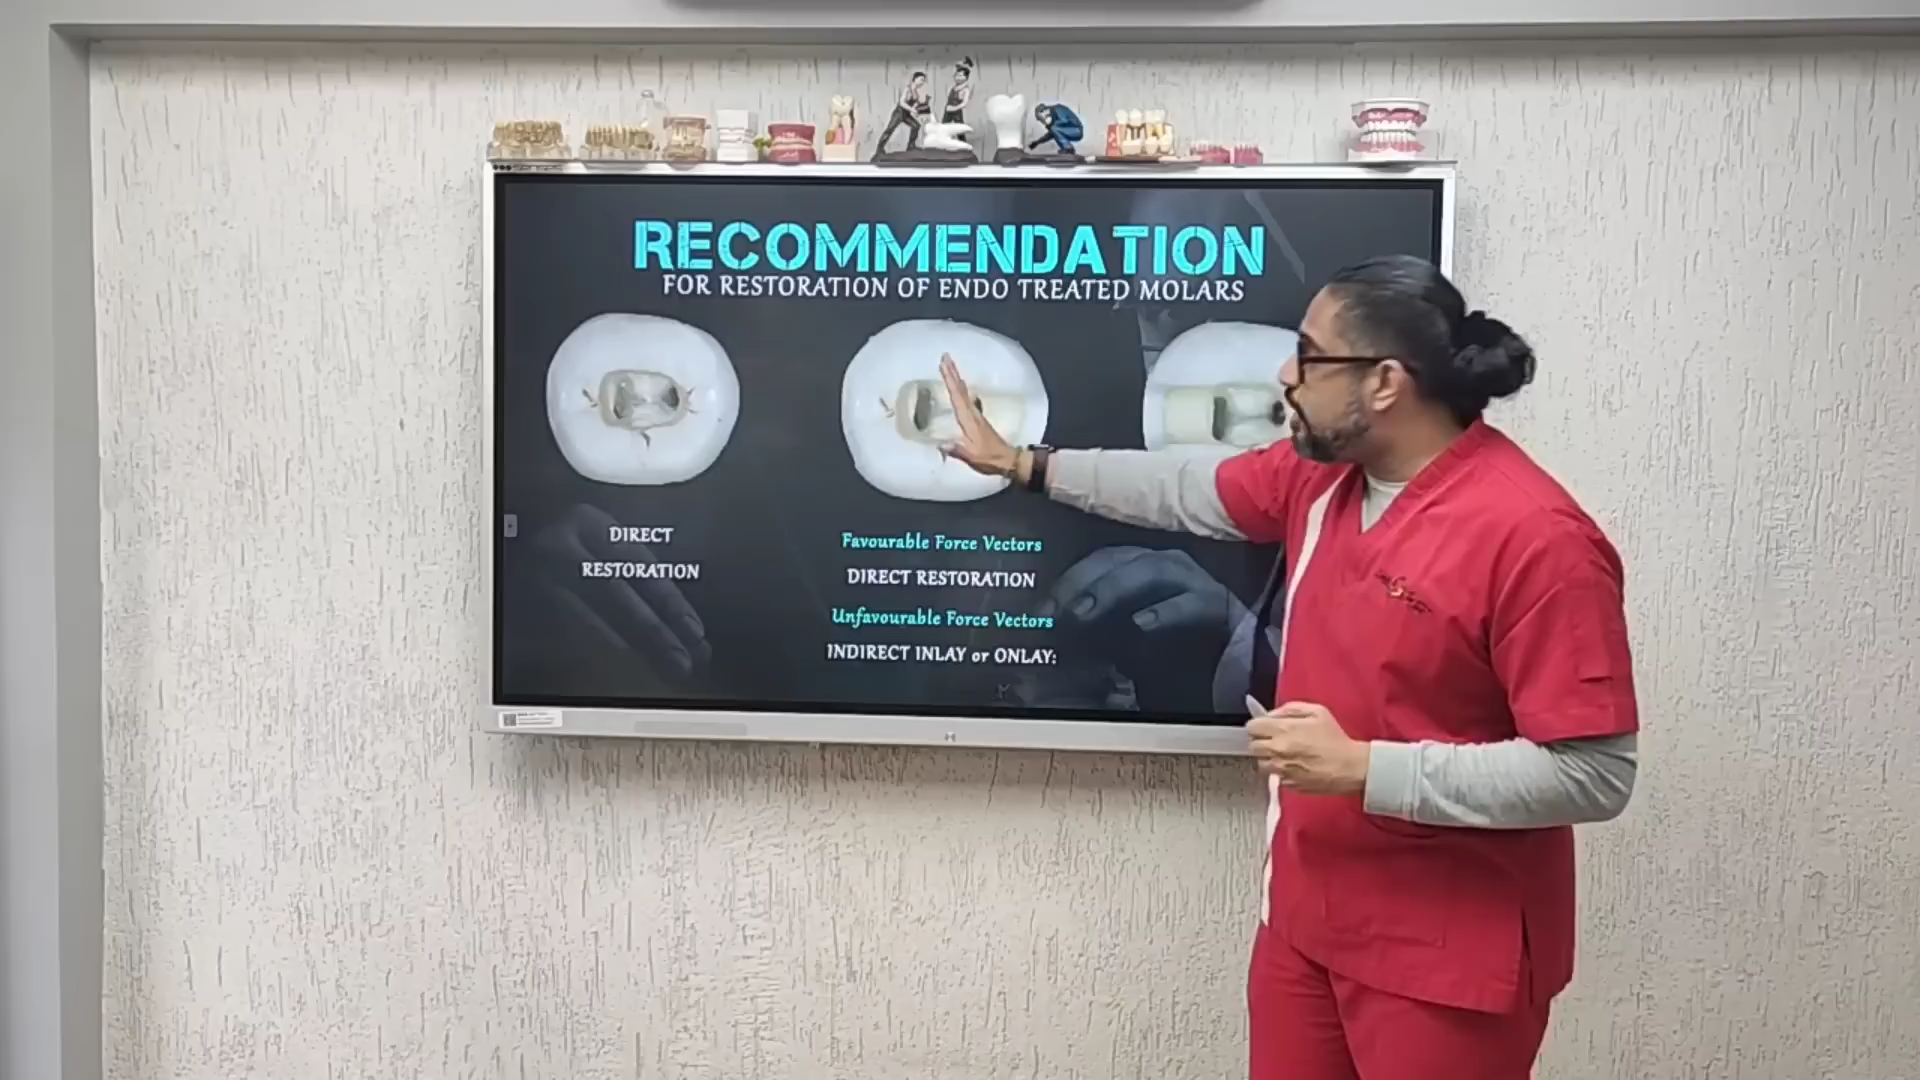 RECOMMENDATION
FOR RESTORATION OF ENDO TREATED MOLARS
DIRECT
RESTORATION
Favourable Force Vectors
DIRECT RESTORATION
Unfavourable Force Vectors
INDIRECT INLAY or ONLAY: